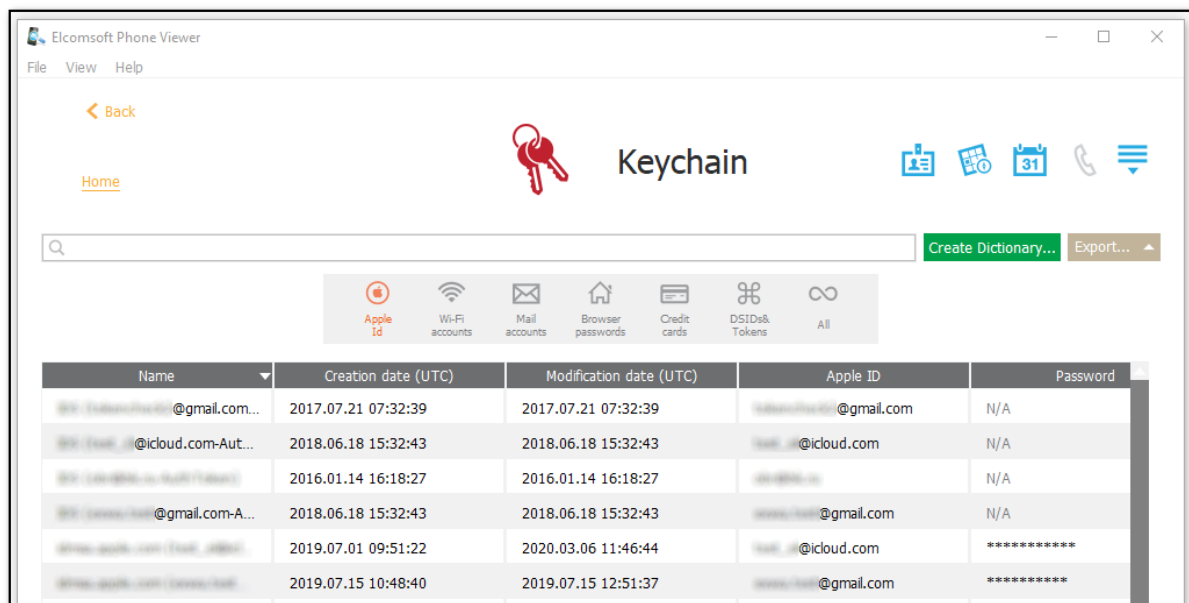 Elcomsoft Phone Viewer
File View Help
Back
Keychain
31
Home
Create Dictionary... Export...
Apple Id Wi-Fi accounts Mail accounts Browser passwords Credit cards DSIDs& Tokens All
Name Creation date (UTC) Modification date (UTC) Apple ID Password
@gmail.com... 2017.07.21 07:32:39 2017.07.21 07:32:39 @gmail.com N/A
@icloud.com-Aut... 2018.06.18 15:32:43 2018.06.18 15:32:43 @icloud.com N/A
2016.01.14 16:18:27 2016.01.14 16:18:27 N/A
@gmail.com-A... 2018.06.18 15:32:43 2018.06.18 15:32:43 @gmail.com N/A
2019.07.01 09:51:22 2020.03.06 11:46:44 @icloud.com ***********
2019.07.15 10:48:40 2019.07.15 12:51:37 @gmail.com **********